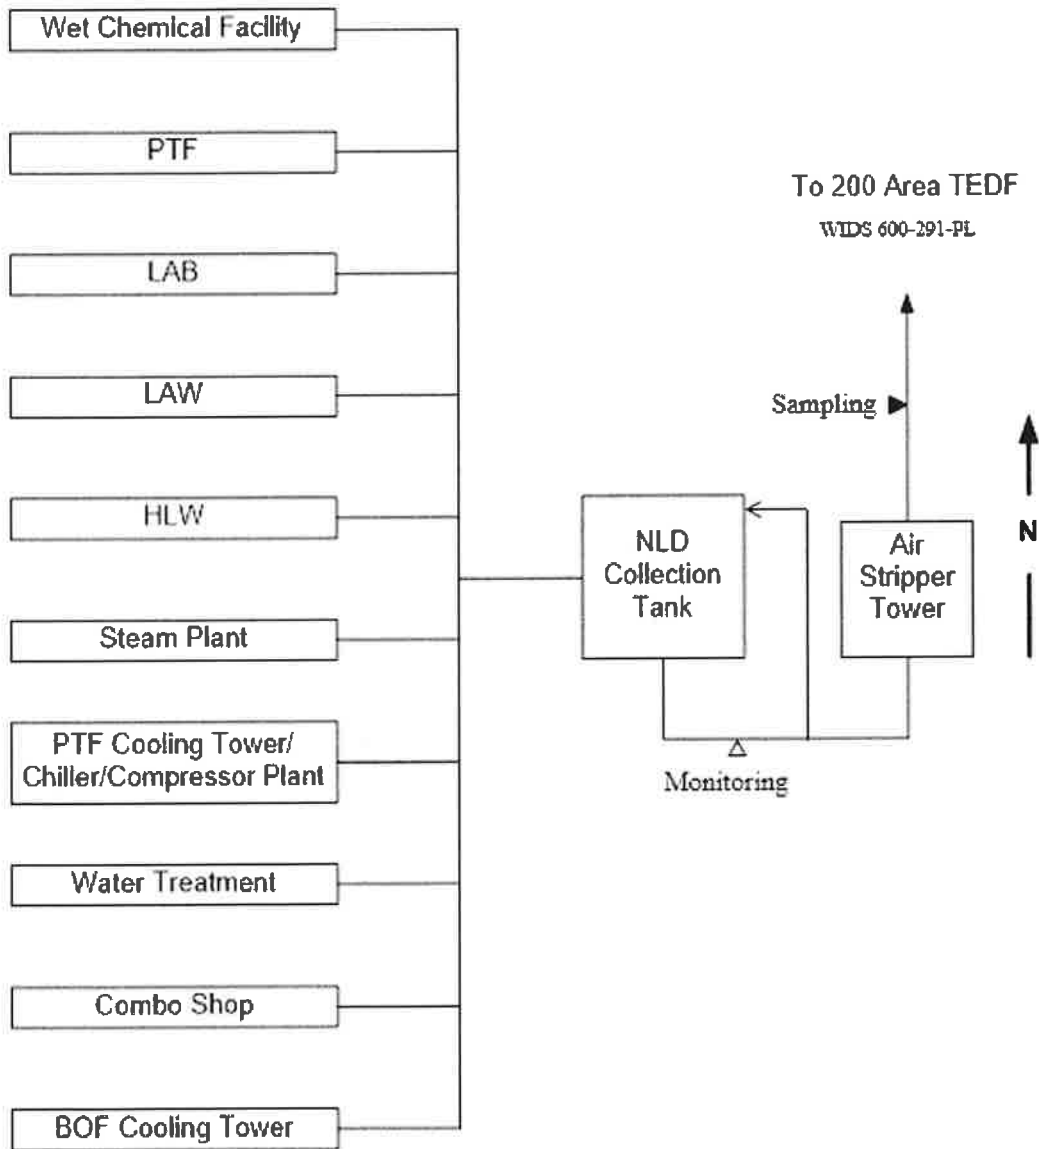 Wet Chemical Facility
PTF
LAB
LAW
HLW
Steam Plant
PTF Cooling Tower/
Chiller/Compressor Plant
Water Treatment
Combo Shop
BOF Cooling Tower
NLD
Collection
Tank
Monitoring
Air
Stripper
Tower
Sampling
To 200 Area TEDF
WIDS 600-291-PL
N